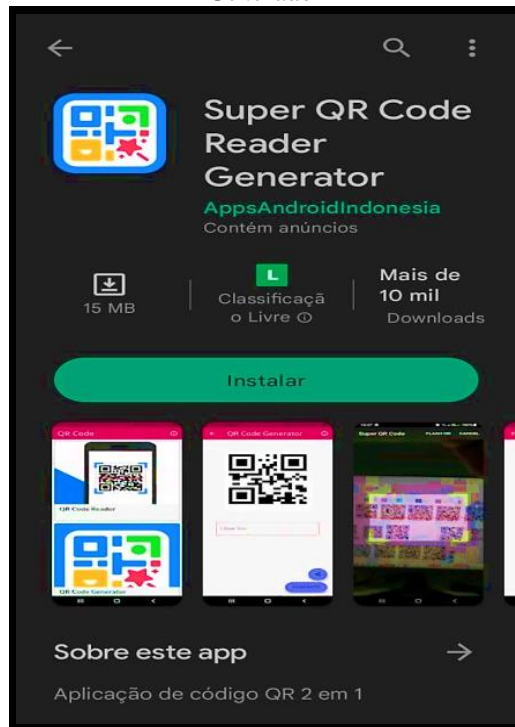 Super QR Code
Reader
Generator
AppsAndroidIndonesia
Contém anúncios
15 MB
L
Classificaçã
o Livre
Mais de
10 mil
Downloads
Instalar
QR Code
QR Code Reader
QR Code Generator
QR Code Generator
Super QR Code
CANCEL
Sobre este app
Aplicação de código QR 2 em 1